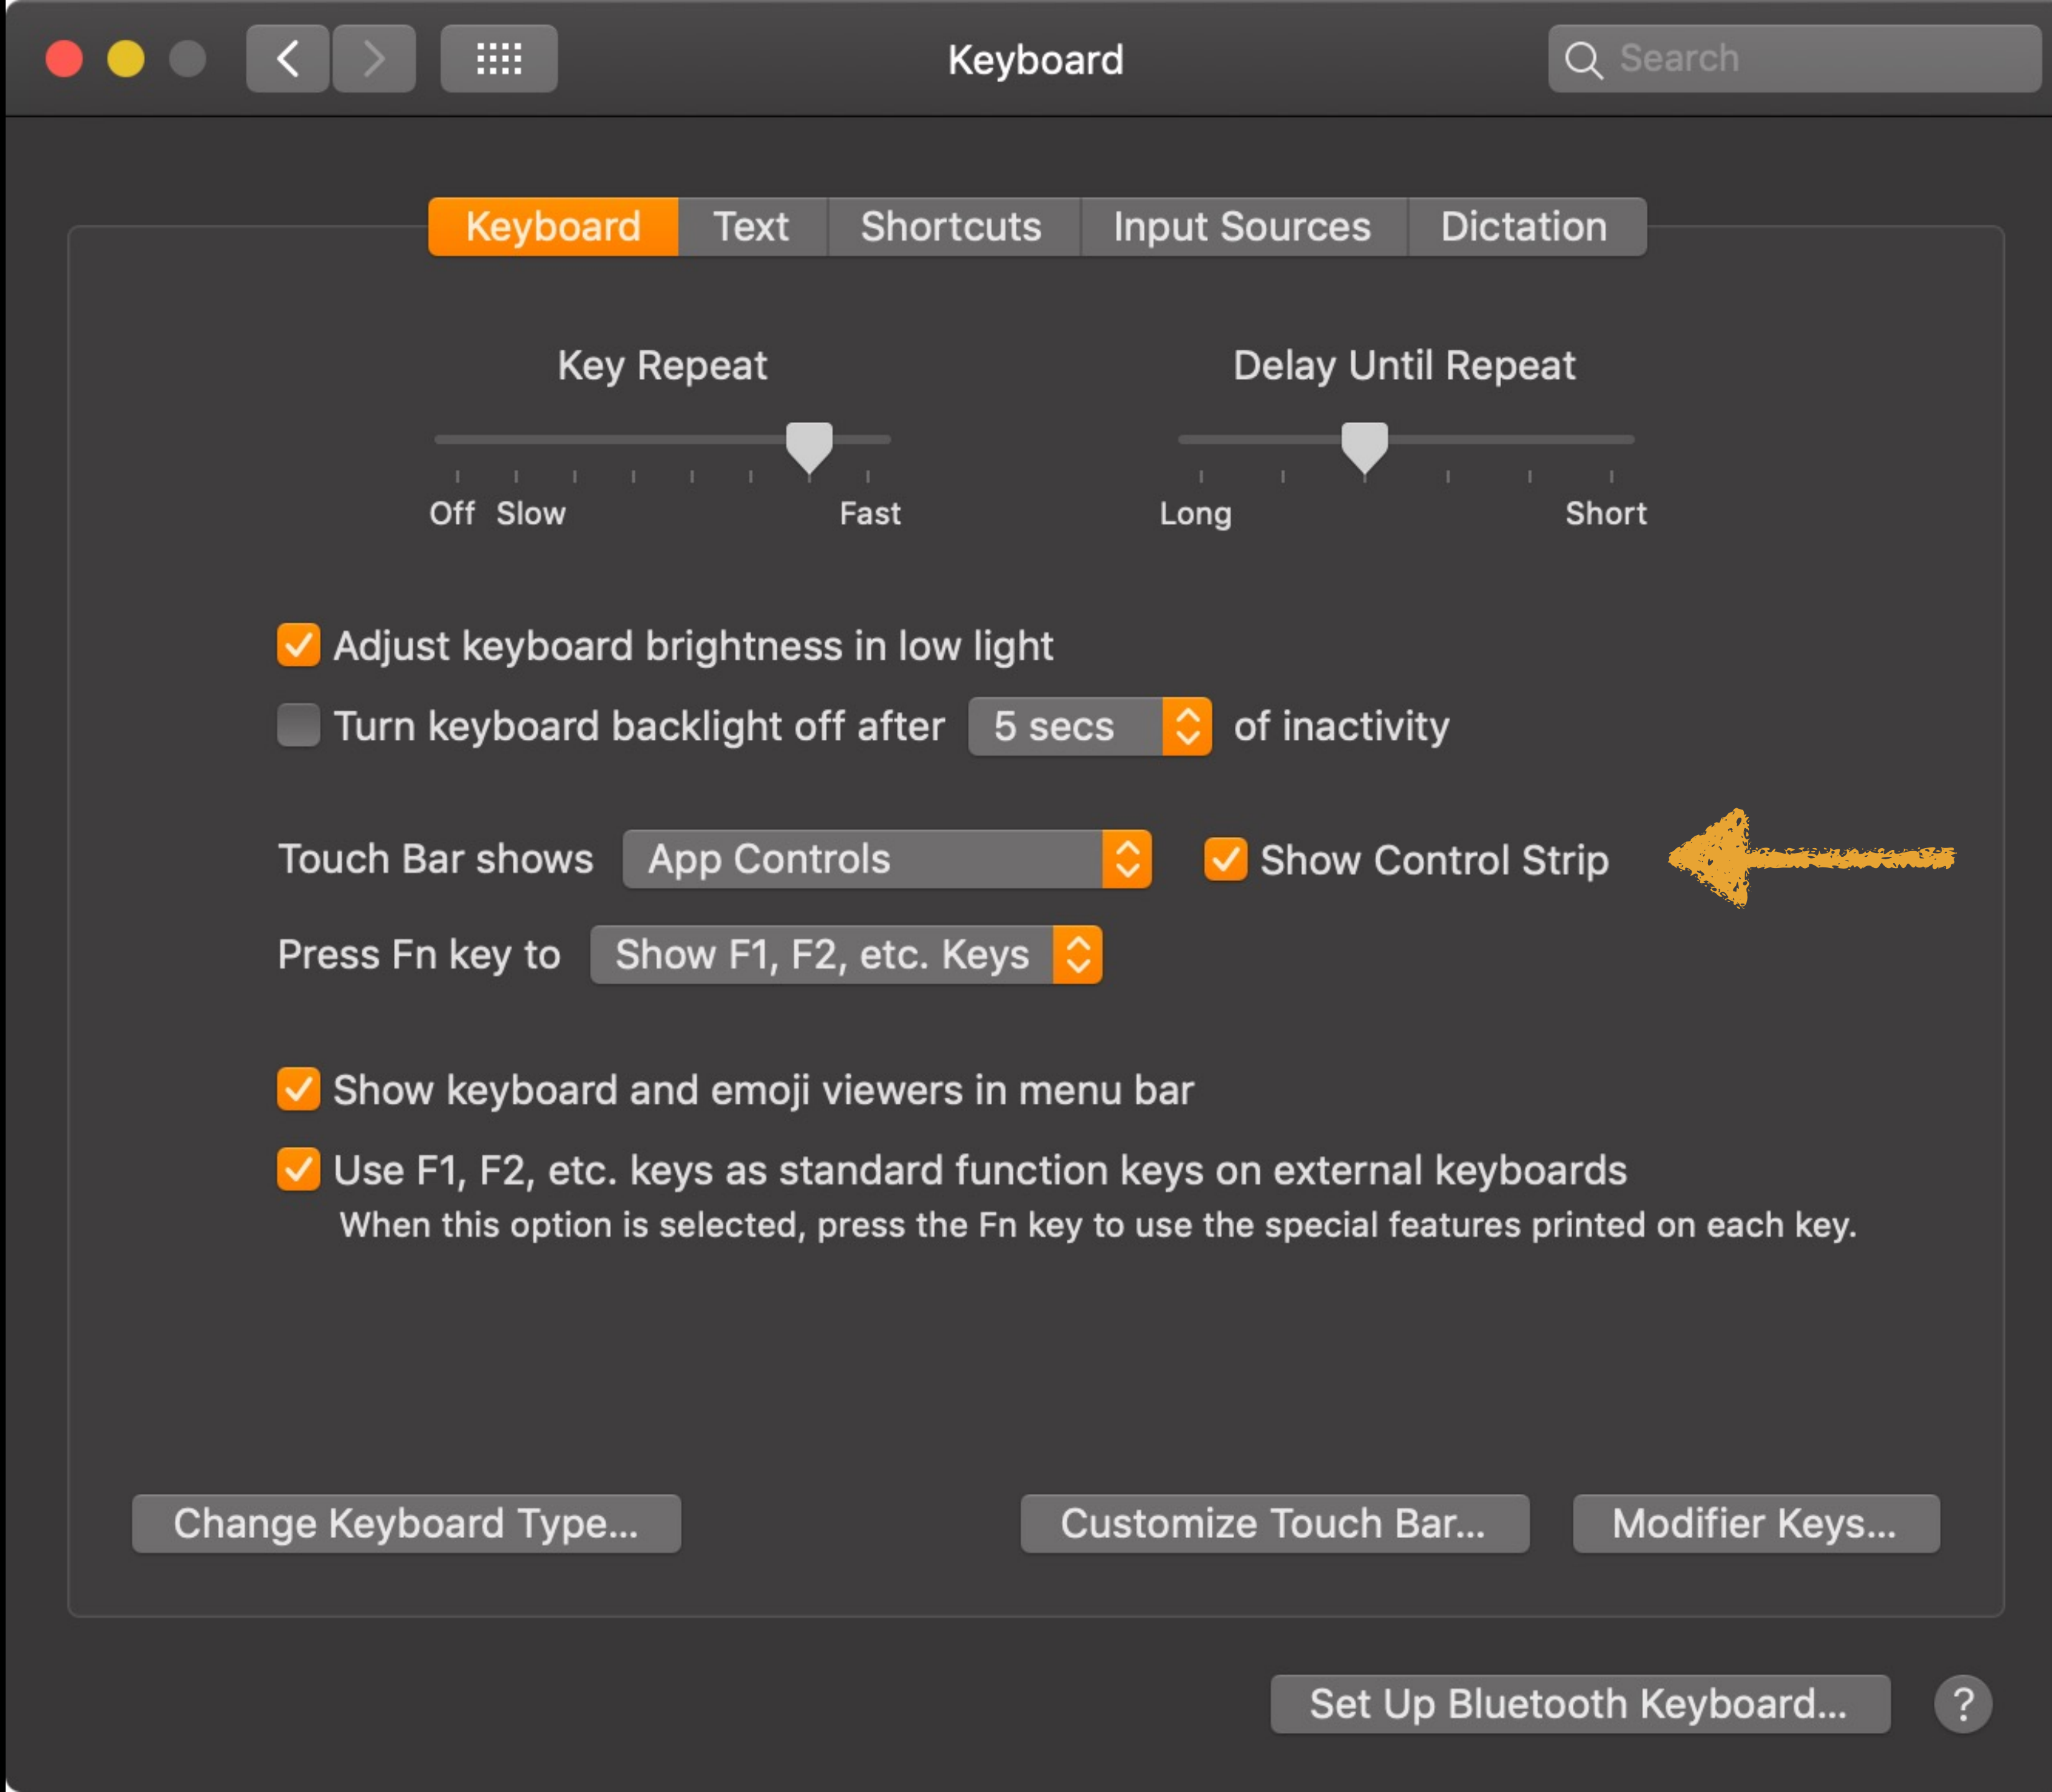 Keyboard
Search
Keyboard Text Shortcuts Input Sources Dictation
Key Repeat
Delay Until Repeat
Off Slow Fast
Long Short
Adjust keyboard brightness in low light
Turn keyboard backlight off after 5 secs of inactivity
Touch Bar shows App Controls Show Control Strip
Press Fn key to Show F1, F2, etc. Keys
Show keyboard and emoji viewers in menu bar
Use F1, F2, etc. keys as standard function keys on external keyboards
When this option is selected, press the Fn key to use the special features printed on each key.
Change Keyboard Type... Customize Touch Bar... Modifier Keys...
Set Up Bluetooth Keyboard... ?